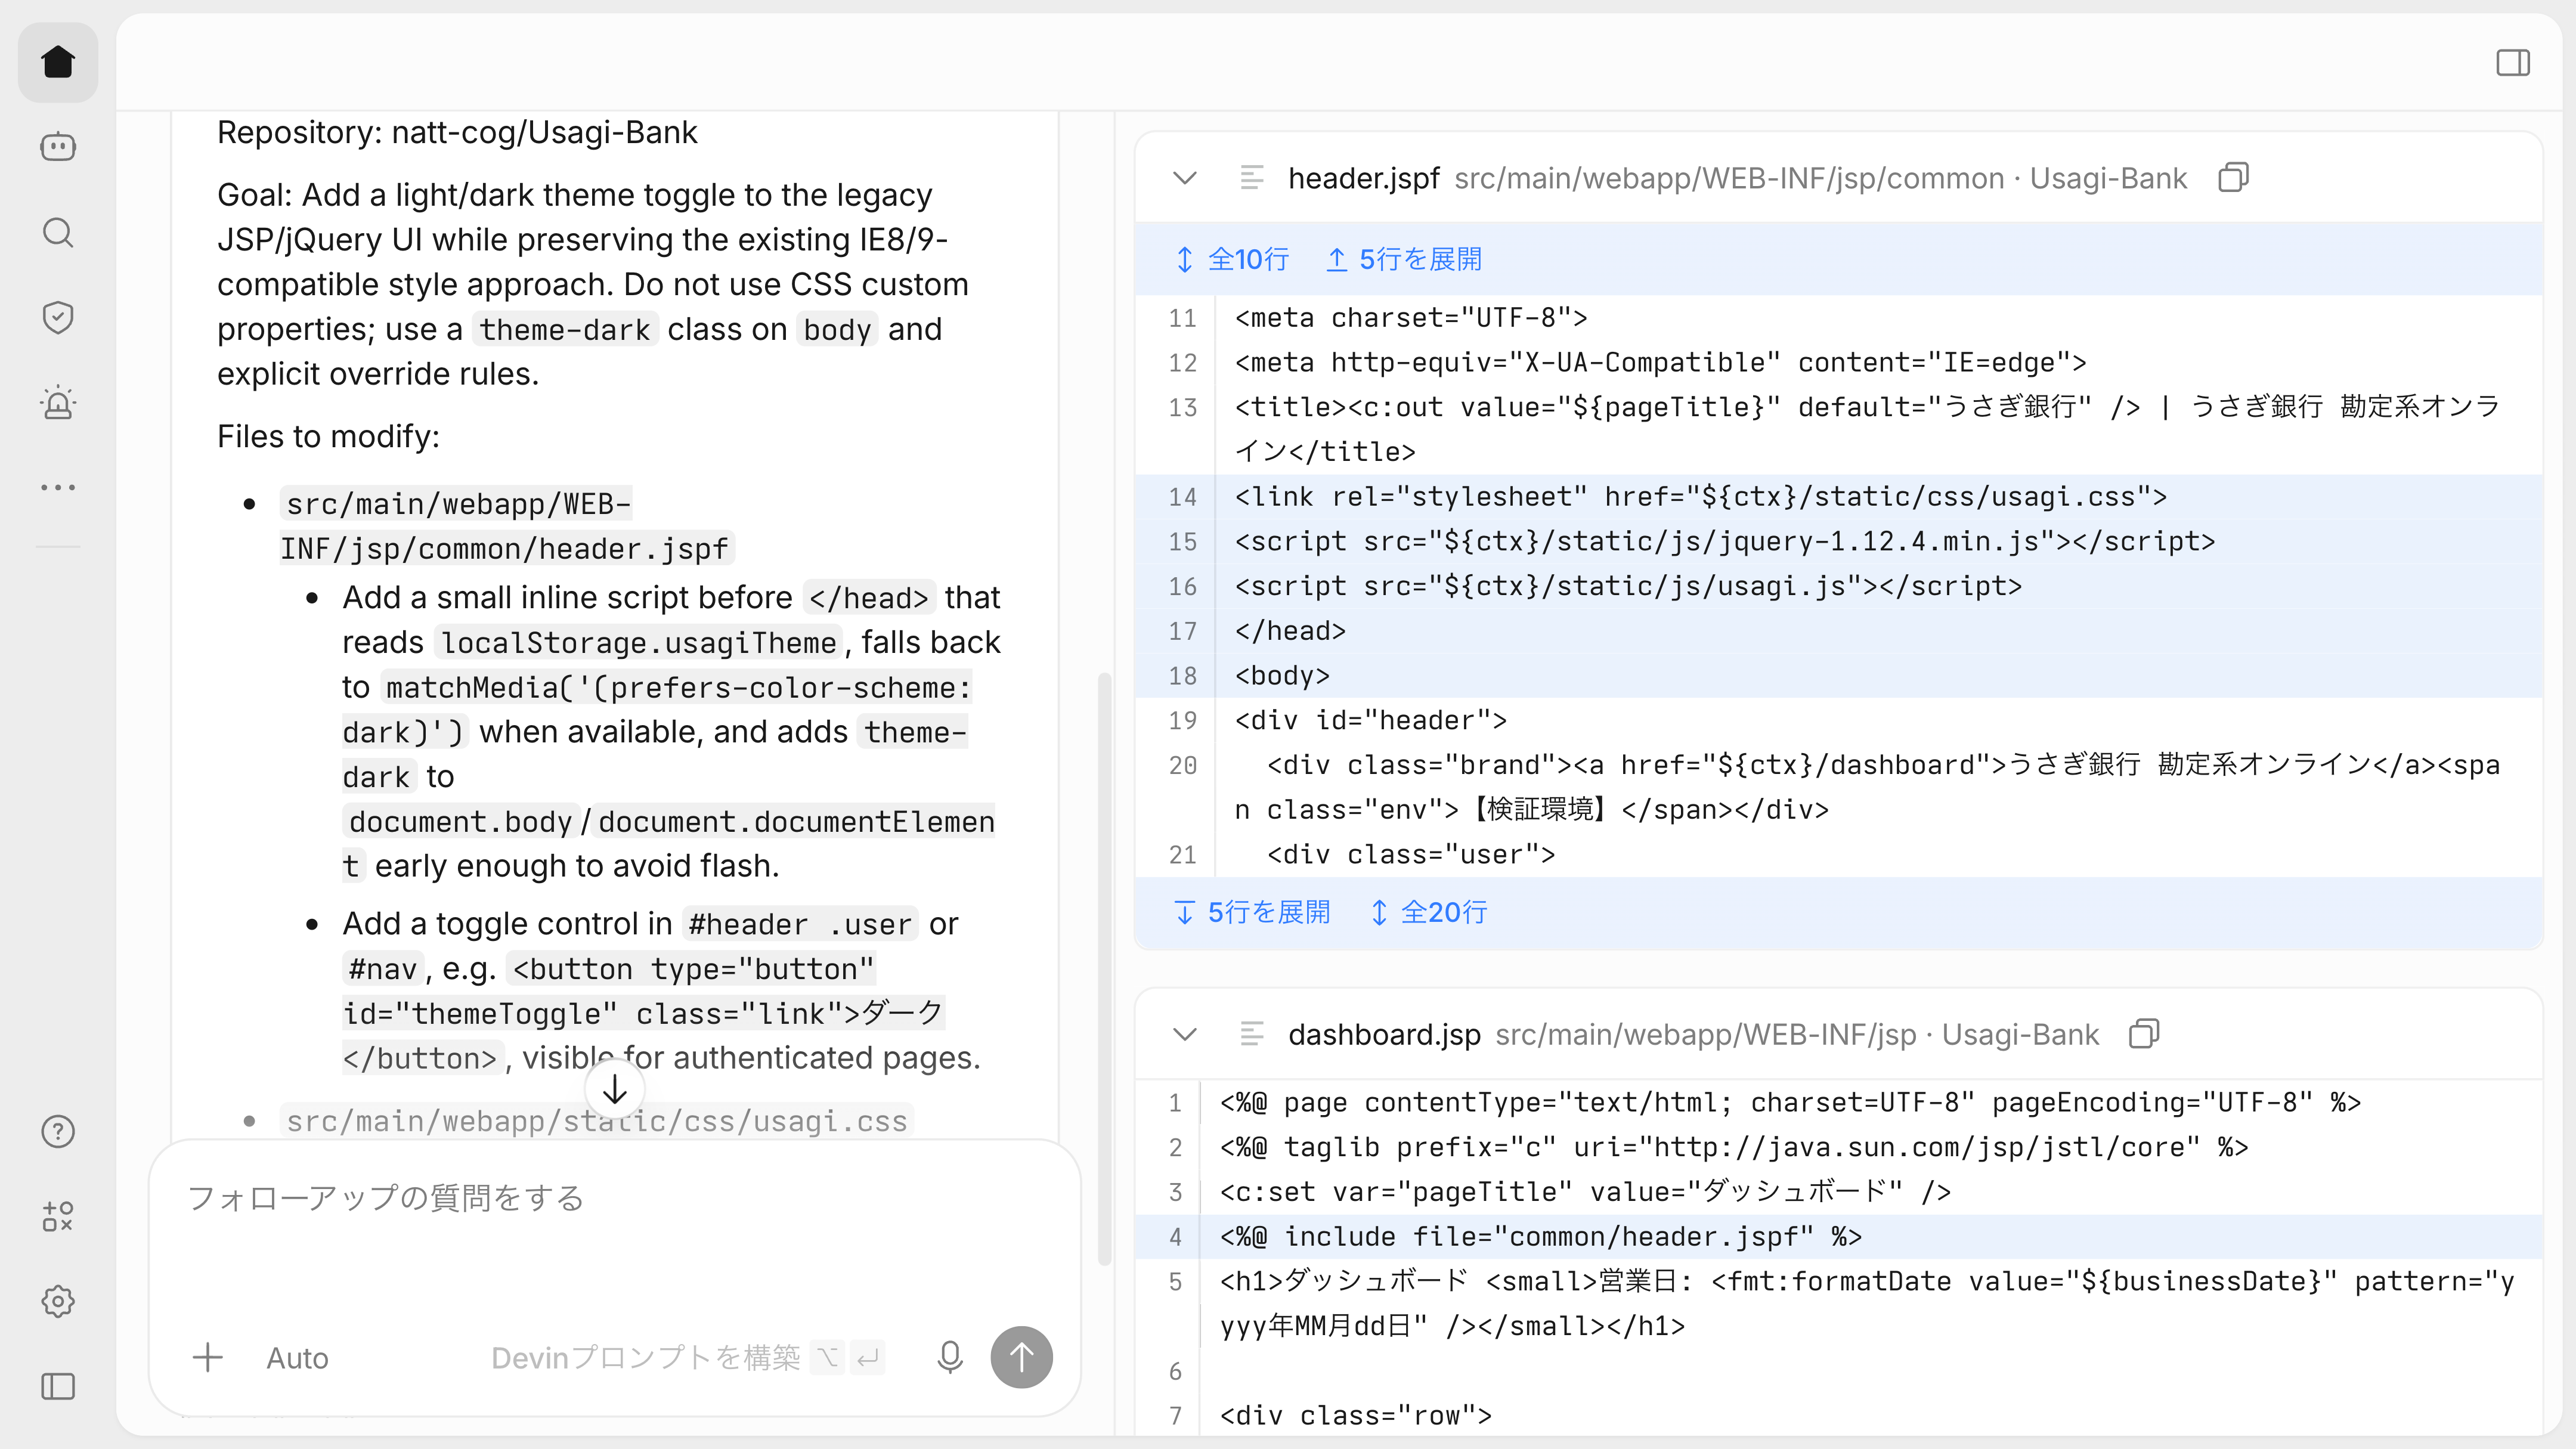 Repository: natt-cog/Usagi-Bank
Goal: Add a light/dark theme toggle to the legacy
JSP/jQuery UI while preserving the existing IE8/9-
compatible style approach. Do not use CSS custom
properties; use a theme-dark class on body and
explicit override rules.
Files to modify:
src/main/webapp/WEB-
INF/jsp/common/header.jspf
Add a small inline script before </head> that
reads localStorage.usagiTheme, falls back
to matchMedia('(prefers-color-scheme:
dark)') when available, and adds theme-
dark to
document.body/document.documentElemen
t early enough to avoid flash.
Add a toggle control in #header .user or
#nav, e.g. <button type="button"
id="themeToggle" class="link">ダーク
</button>, visible for authenticated pages.
src/main/webapp/static/css/usagi.css
フォローアップの質問をする
Auto
Devinプロンプトを構築
header.jspf src/main/webapp/WEB-INF/jsp/common · Usagi-Bank
全10行 5行を展開
11 <meta charset="UTF-8">
12 <meta http-equiv="X-UA-Compatible" content="IE=edge">
13 <title><c:out value="${pageTitle}" default="うさぎ銀行" /> | うさぎ銀行 勘定系オンラ
イン</title>
14 <link rel="stylesheet" href="${ctx}/static/css/usagi.css">
15 <script src="${ctx}/static/js/jquery-1.12.4.min.js"></script>
16 <script src="${ctx}/static/js/usagi.js"></script>
17 </head>
18 <body>
19 <div id="header">
20 <div class="brand"><a href="${ctx}/dashboard">うさぎ銀行 勘定系オンライン</a><spa
n class="env">【検証環境】</span></div>
21 <div class="user">
5行を展開 全20行
dashboard.jsp src/main/webapp/WEB-INF/jsp · Usagi-Bank
1 <%@ page contentType="text/html; charset=UTF-8" pageEncoding="UTF-8" %>
2 <%@ taglib prefix="c" uri="http://java.sun.com/jsp/jstl/core" %>
3 <c:set var="pageTitle" value="ダッシュボード" />
4 <%@ include file="common/header.jspf" %>
5 <h1>ダッシュボード <small>営業日: <fmt:formatDate value="${businessDate}" pattern="y
yyy年MM月dd日" /></small></h1>
6
7 <div class="row">